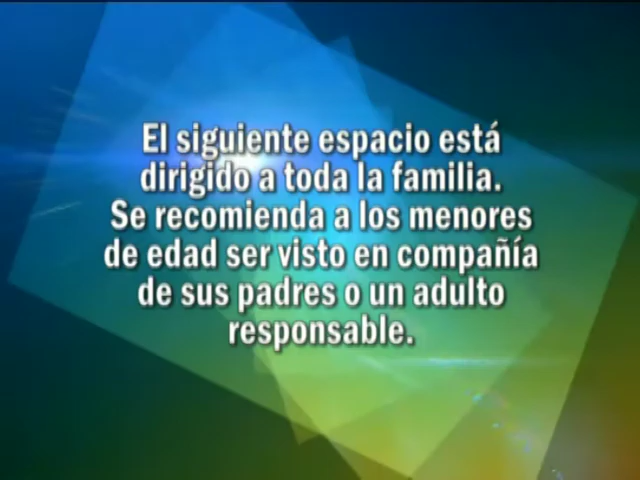 El siguiente espacio está
dirigido a toda la familia.
Se recomienda a los menores
de edad ser visto en compañía
de sus padres o un adulto
responsable.